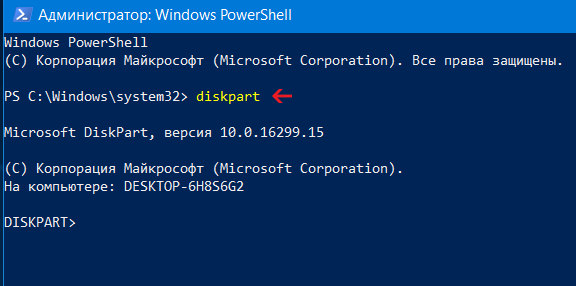 Администратор: Windows PowerShell
Windows PowerShell
(C) Корпорация Майкрософт (Microsoft Corporation). Все права защищены.
PS C:\Windows\system32> diskpart
Microsoft DiskPart, версия 10.0.16299.15
(C) Корпорация Майкрософт (Microsoft Corporation).
На компьютере: DESKTOP-6H8S6G2
DISKPART>